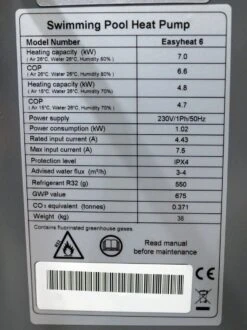 Swimming Pool Heat Pump
Model Number Easyheat 6
Heating capacity (kW) 7.0
( Air 26°C, Water 26°C, Humidity 80% )
COP 6.6
( Air 26°C, Water 26°C, Humidity 80% )
Heating capacity (kW) 4.8
( Air 15°C, Water 26°C, Humidity 70% )
COP 4.7
( Air 15°C, Water 26°C, Humidity 70% )
Power supply 230V/1Ph/50Hz
Power consumption (kW) 1.02
Rated input current (A) 4.43
Max input current (A) 7.5
Protection level IPX4
Advised water flux (m³/h) 3-4
Refrigerant R32 (g) 550
GWP value 675
CO₂ equivalent (tonnes) 0.371
Weight (kg) 38
Contains fluorinated greenhouse gases
Read manual
before maintenance
CE